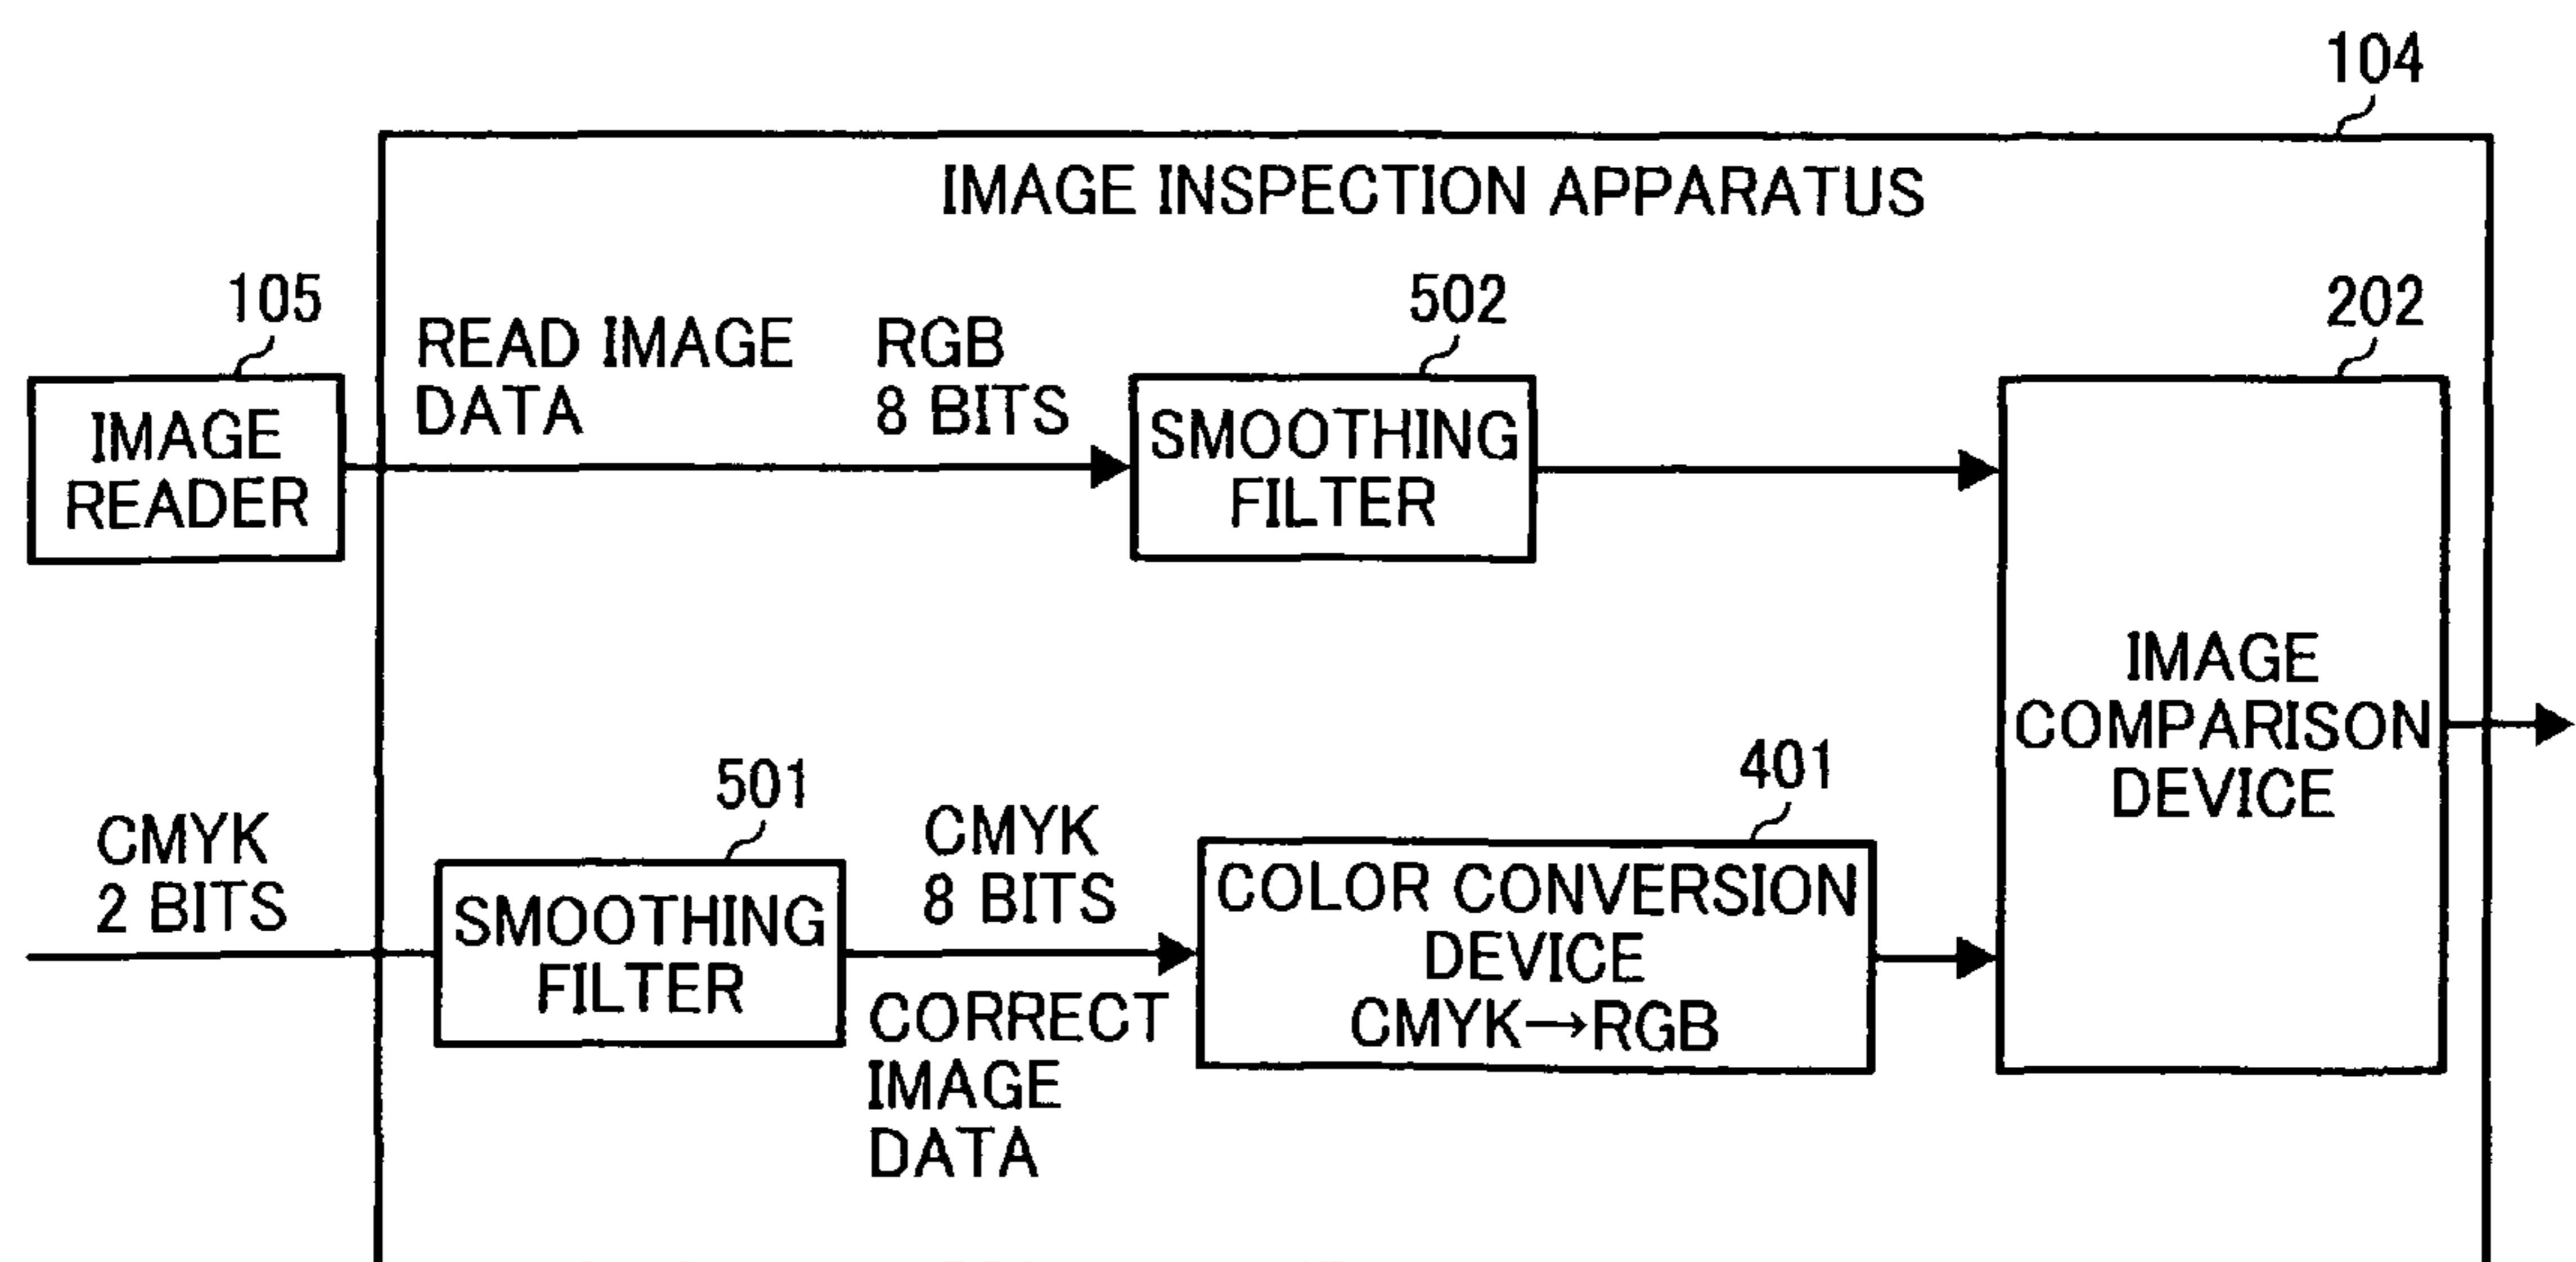 104
IMAGE INSPECTION APPARATUS
105
READ IMAGE
DATA
RGB
8 BITS
502
202
IMAGE
READER
SMOOTHING
FILTER
IMAGE
COMPARISON
DEVICE
CMYK
2 BITS
501
SMOOTHING
FILTER
CMYK
8 BITS
CORRECT
IMAGE
DATA
401
COLOR CONVERSION
DEVICE
CMYK→RGB